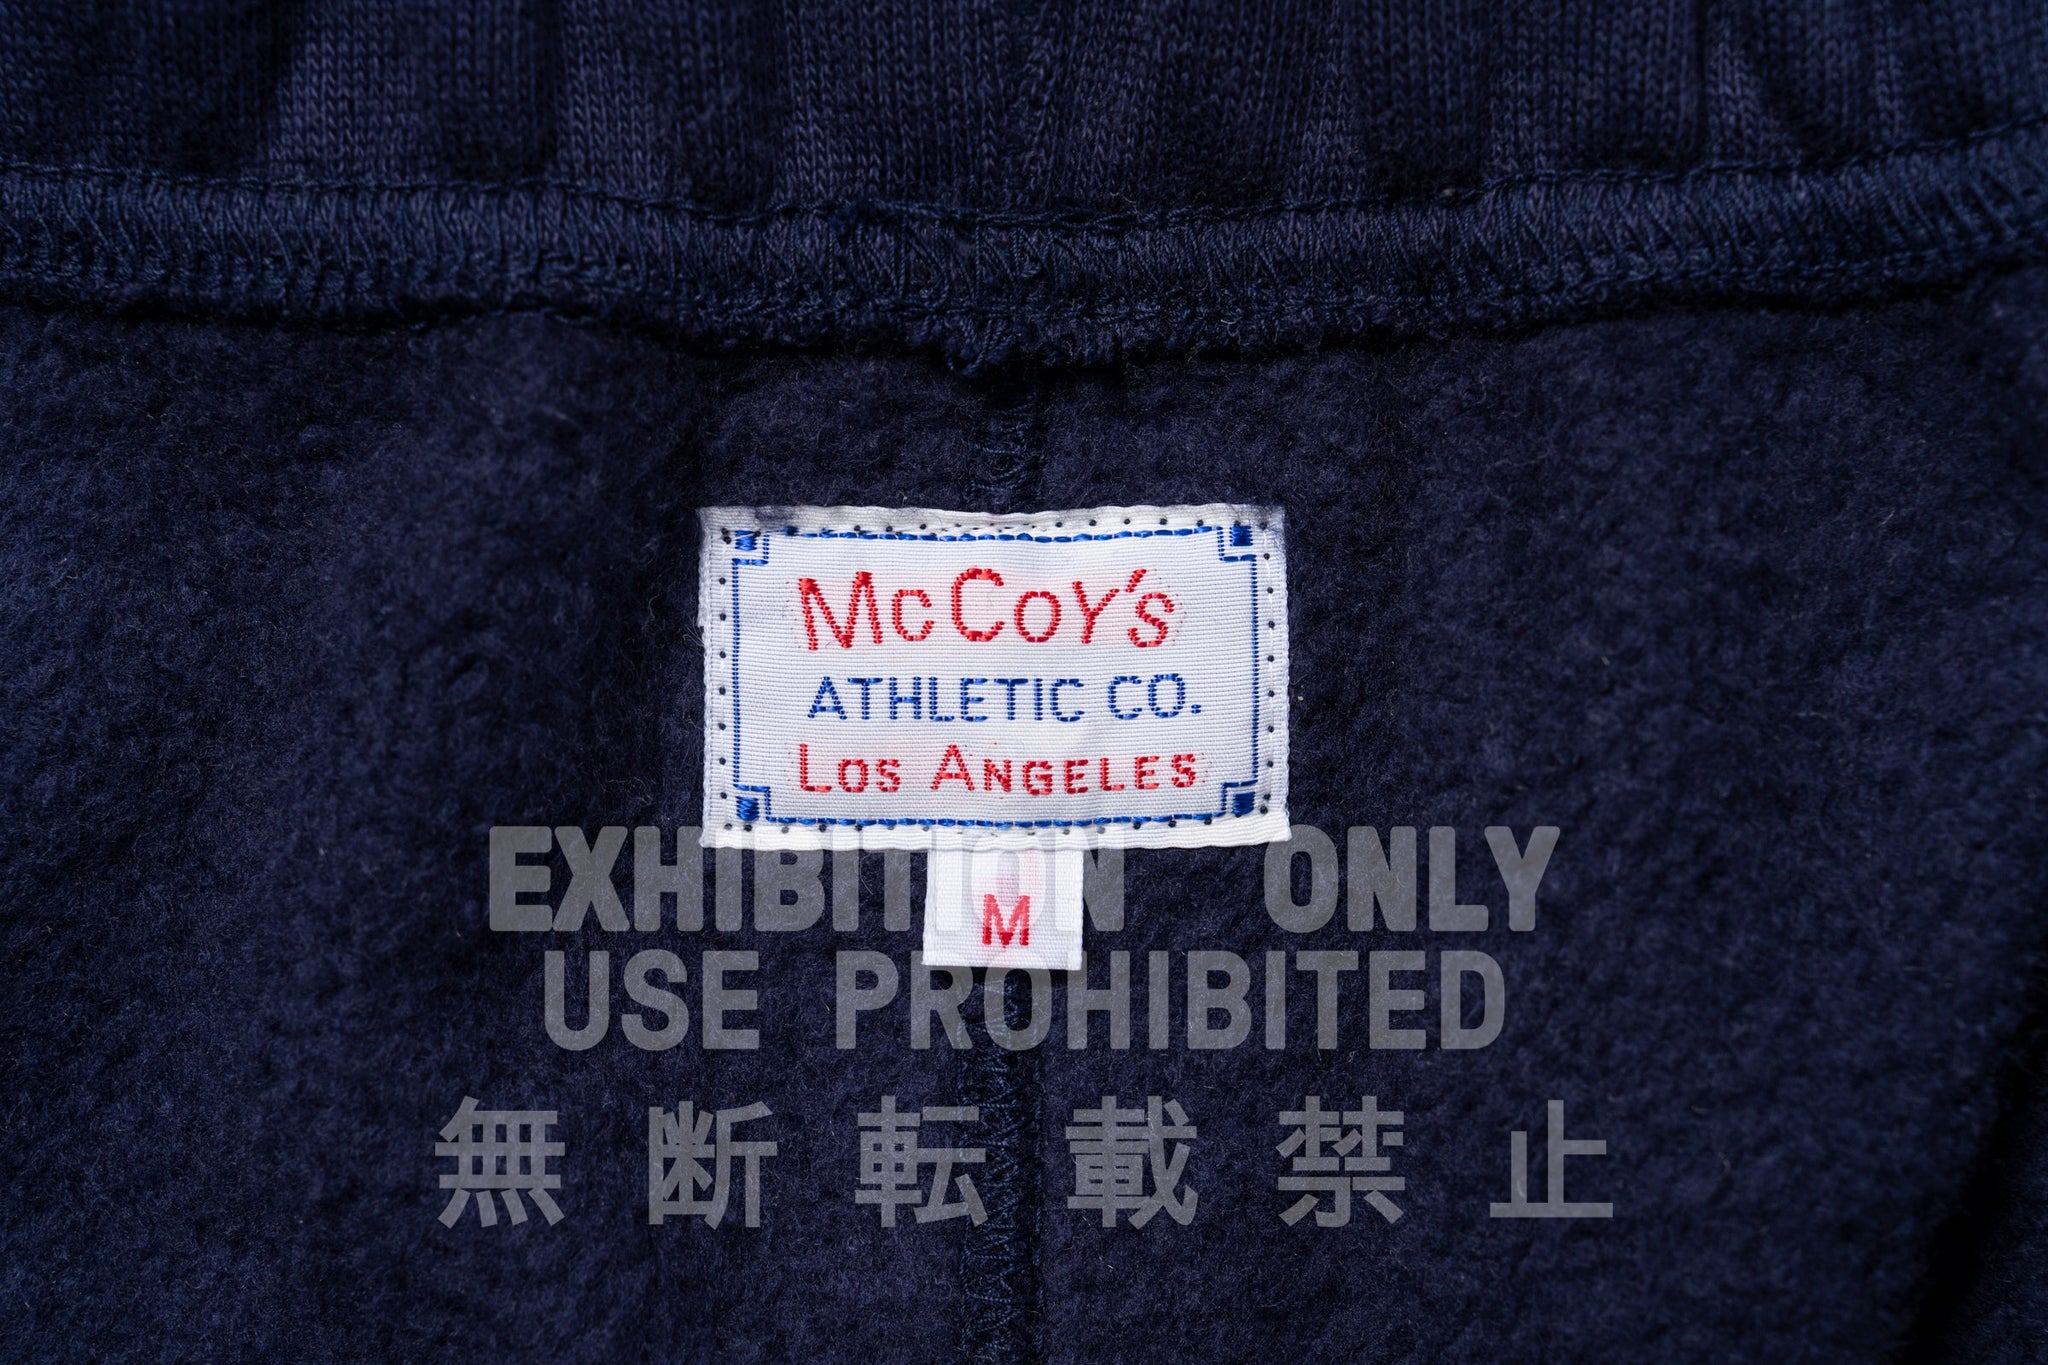 McCoy's
ATHLETIC CO.
Los Angeles
M
EXHIBITION ONLY
USE PROHIBITED
無断転載禁止